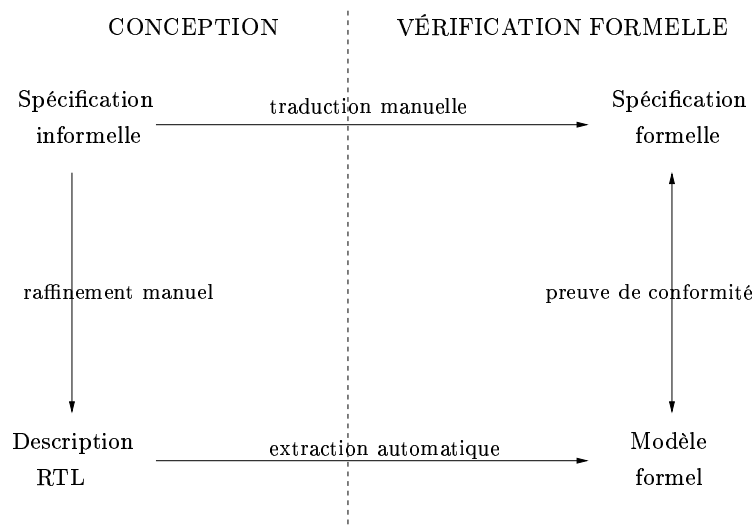 CONCEPTION
VÉRIFICATION FORMELLE
Spécification
informelle
traduction manuelle
Spécification
formelle
raffinement manuel
preuve de conformité
Description
RTL
extraction automatique
Modèle
formel